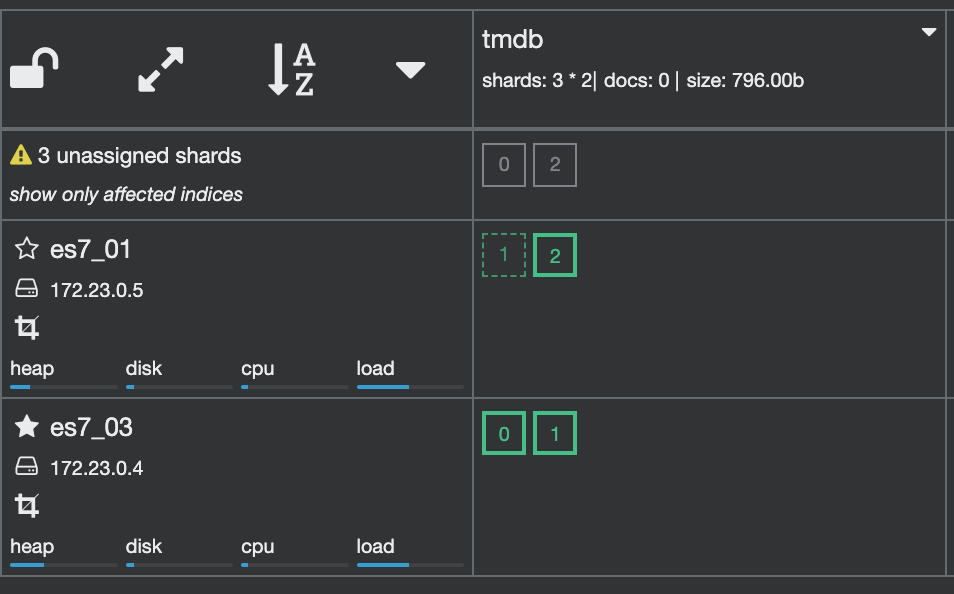 A
Z
tmdb
shards: 3 * 2| docs: 0 | size: 796.00b
3 unassigned shards
show only affected indices
0 2
es7_01
172.23.0.5
heap disk cpu load
1 2
es7_03
172.23.0.4
heap disk cpu load
0 1